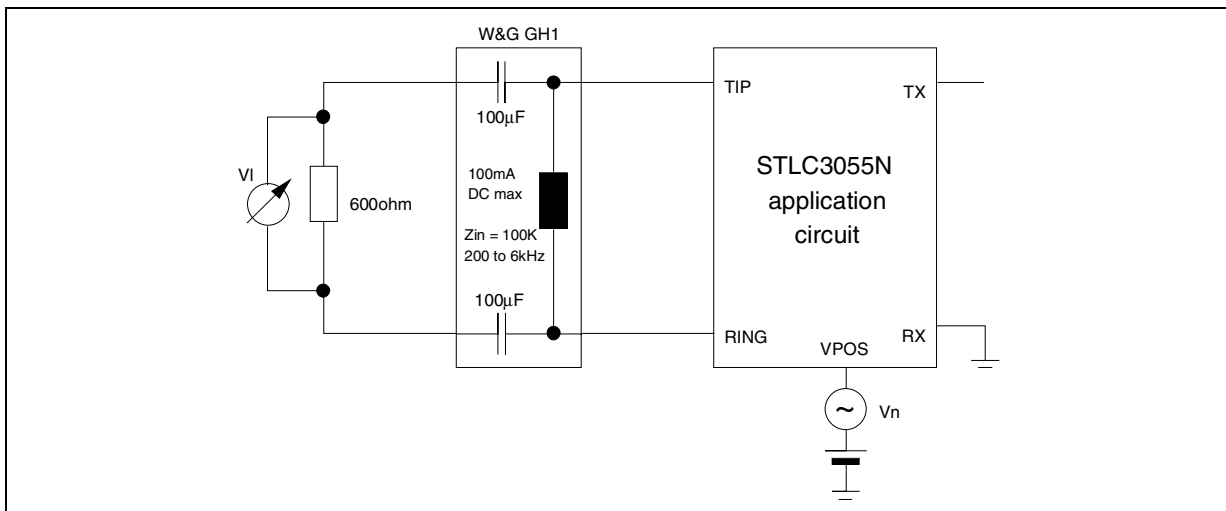 W&G GH1
100μF
TIP
TX
VI
600ohm
100mA
DC max
Zin = 100K
200 to 6kHz
STLC3055N
application
circuit
100μF
RING
VPOS
RX
~
Vn